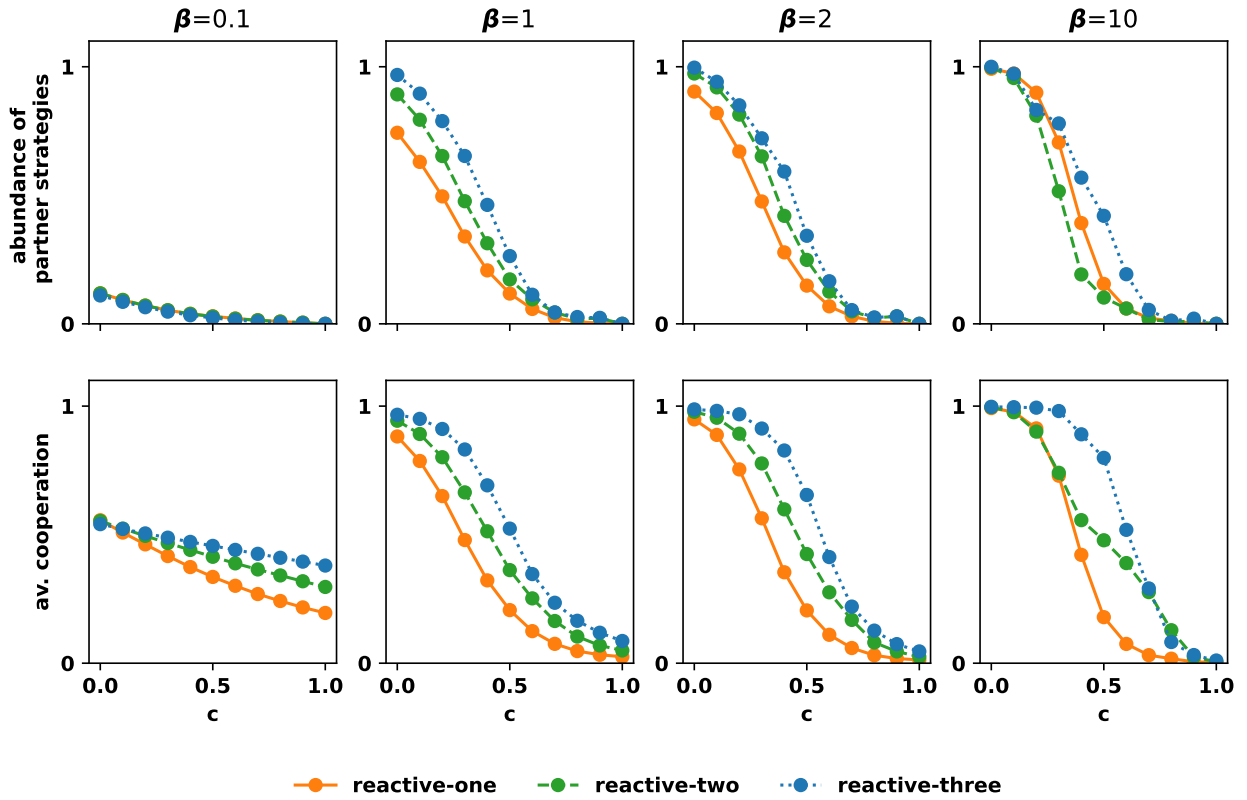 β=0.1
β=1
β=2
β=10
abundance of
partner strategies
1
0
1
0
1
0
1
0
av. cooperation
1
0
1
0
1
0
1
0
0.0 0.5 1.0
0.0 0.5 1.0
0.0 0.5 1.0
0.0 0.5 1.0
c
c
c
c
reactive-one reactive-two reactive-three